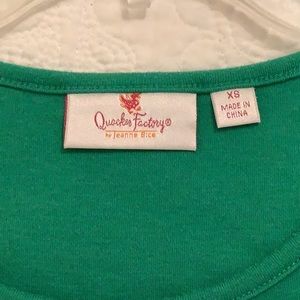 Quacker Factory®
by Jeanne Bice
XS
MADE IN
CHINA